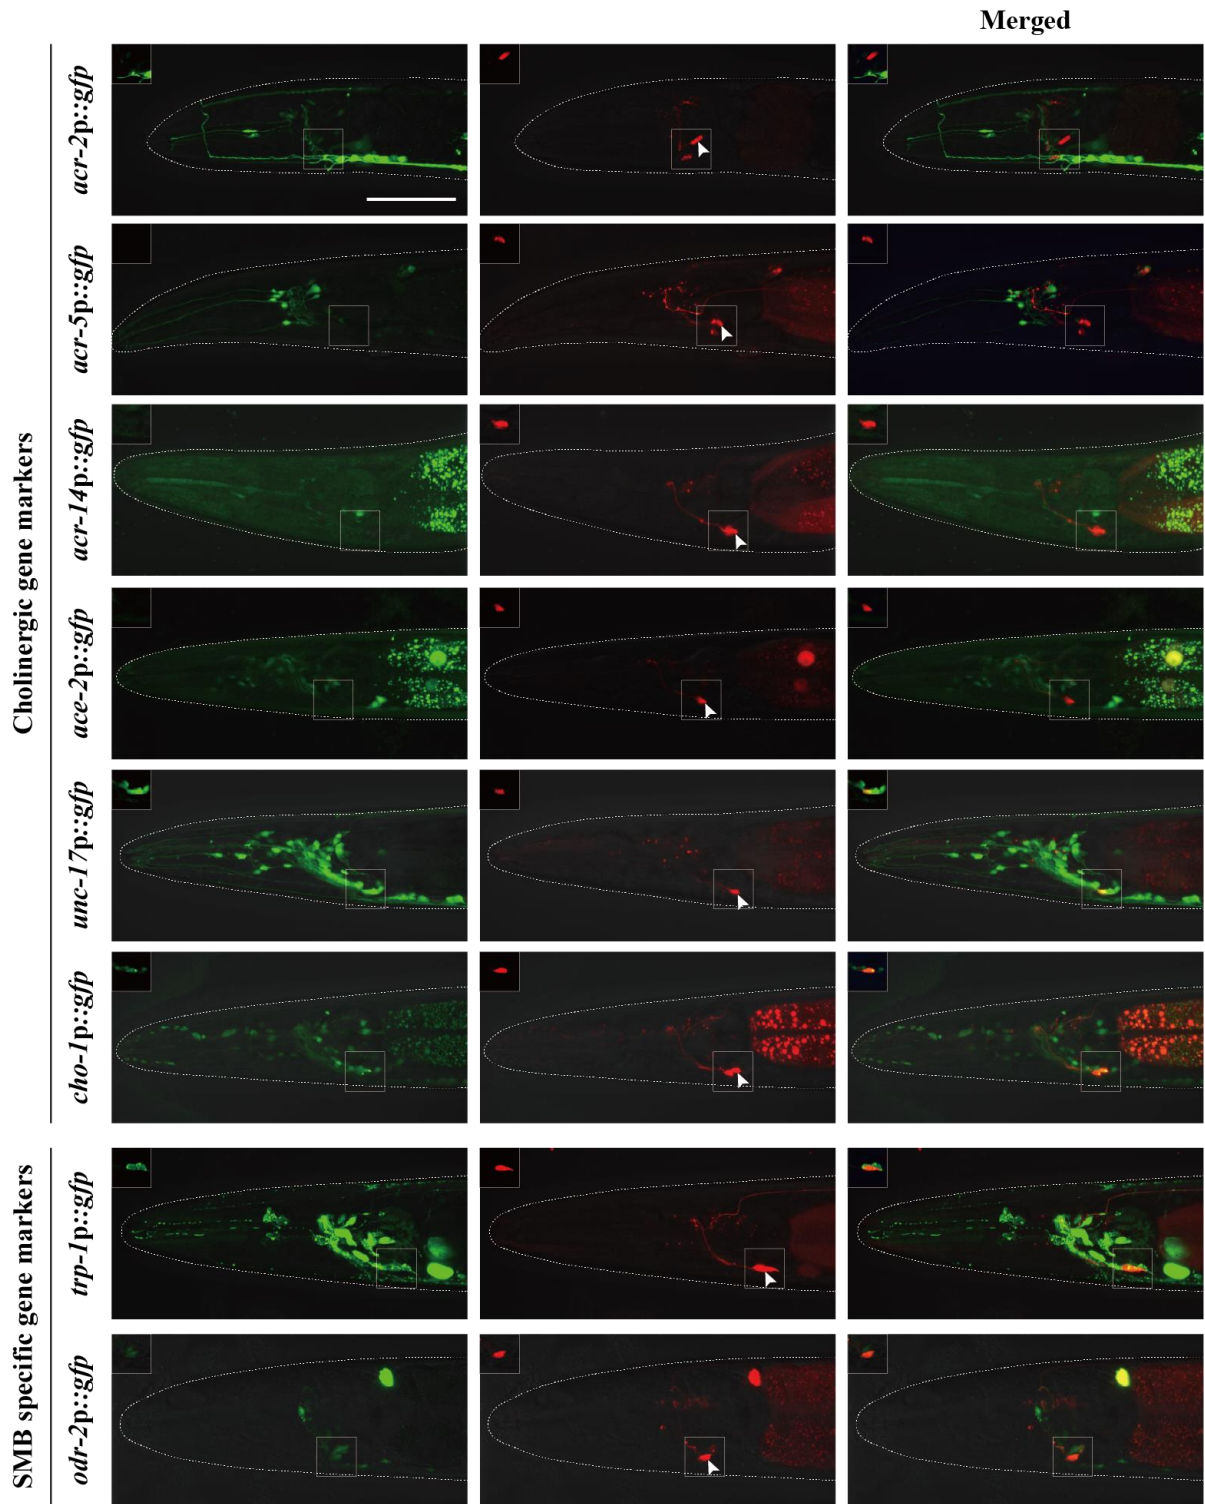 Merged
Cholinergic gene markers
acr-2p::gfp
acr-5p::gfp
acr-14p::gfp
ace-2p::gfp
unc-17p::gfp
cho-1p::gfp
SMB specific gene markers
trp-1p::gfp
odr-2p::gfp